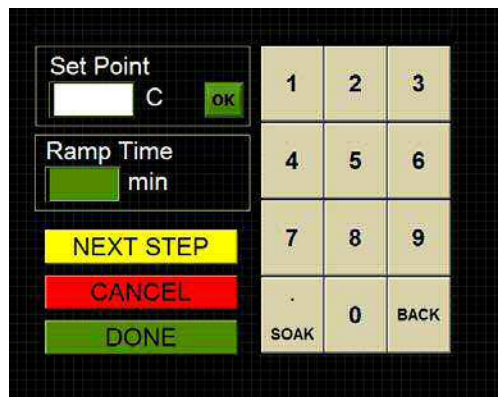 Set Point
C OK
Ramp Time
min
NEXT STEP
CANCEL
DONE
1 2 3
4 5 6
7 8 9
. SOAK 0 BACK